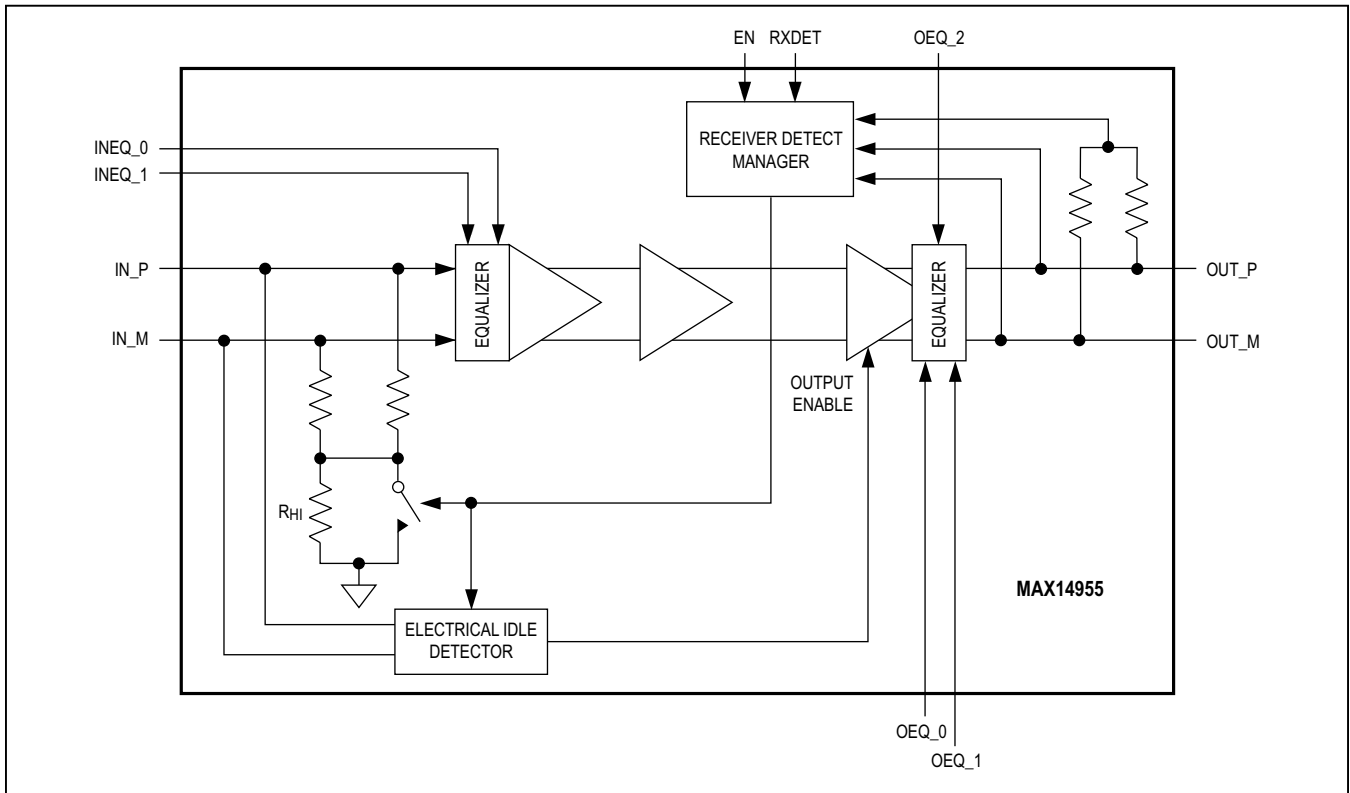 EN RXDET OEQ_2
INEQ_0
INEQ_1
RECEIVER DETECT
MANAGER
IN_P
IN_M
EQUALIZER
EQUALIZER
OUT_P
OUT_M
OUTPUT
ENABLE
RHI
ELECTRICAL IDLE
DETECTOR
MAX14955
OEQ_0
OEQ_1